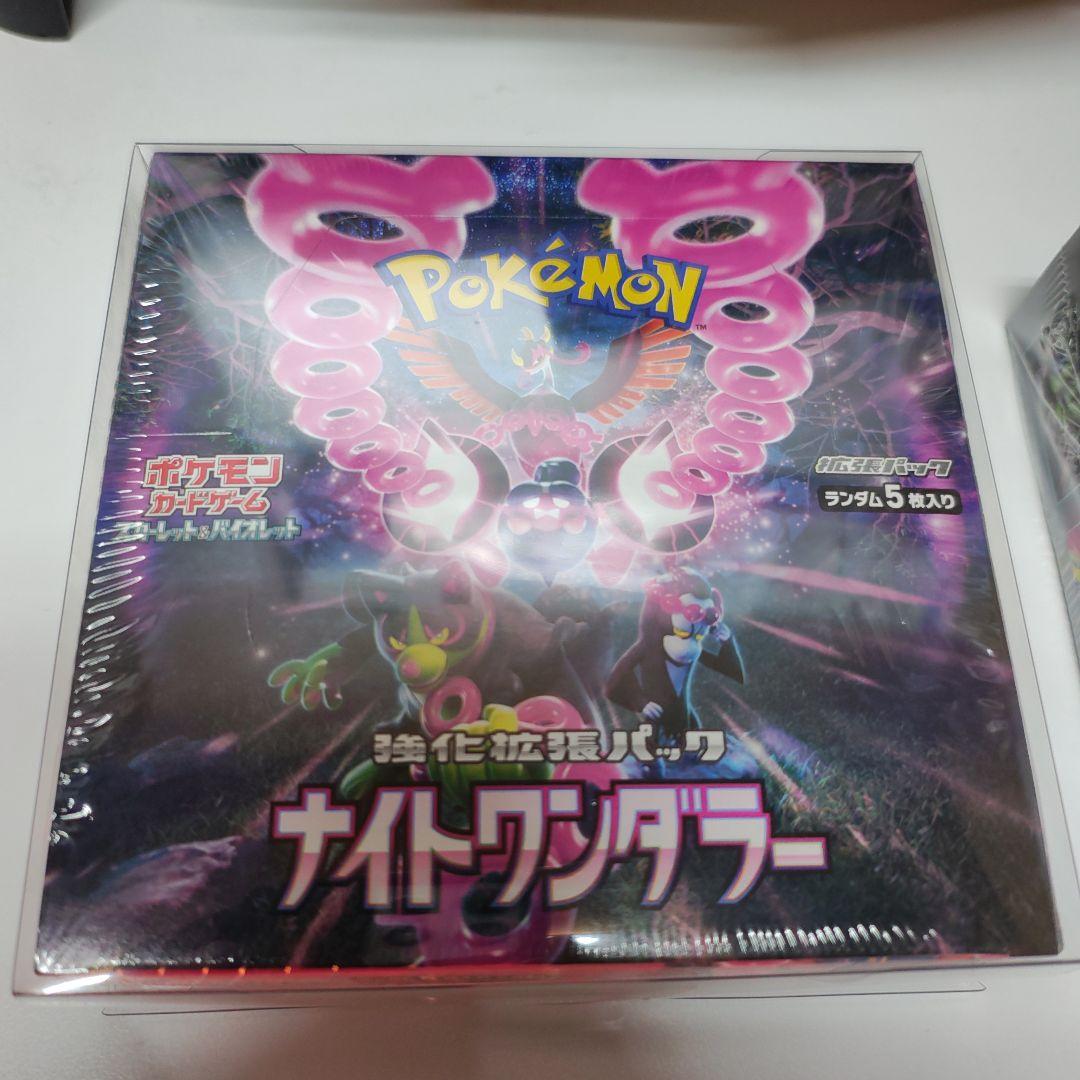 POKéMON
TM
ポケモン
カードゲーム
スカーレット&バイオレット
拡張パック
ランダム5枚入り
強化拡張パック
ナイトワンダラー